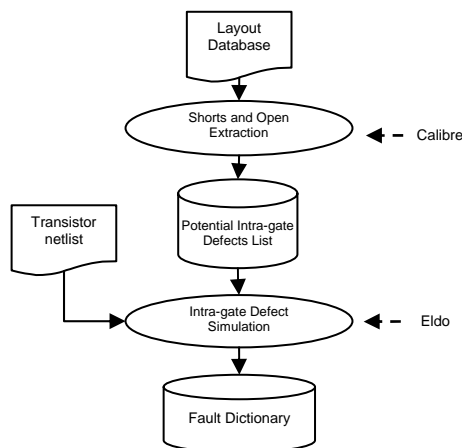 Layout
Database
Shorts and Open
Extraction
Calibre
Potential Intra-gate
Defects List
Transistor
netlist
Intra-gate Defect
Simulation
Eldo
Fault Dictionary